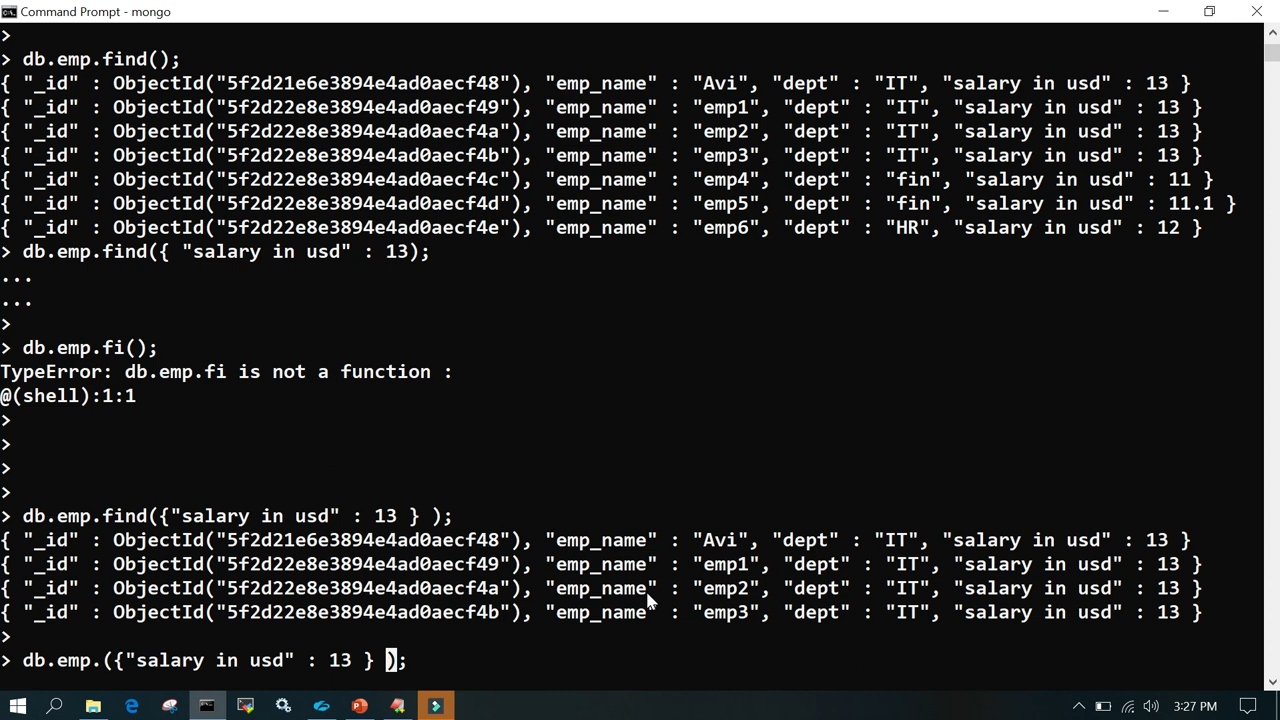 Command Prompt - mongo
>
> db.emp.find();
{ "_id" : ObjectId("5f2d21e6e3894e4ad0aecf48"), "emp_name" : "Avi", "dept" : "IT", "salary in usd" : 13 }
{ "_id" : ObjectId("5f2d22e8e3894e4ad0aecf49"), "emp_name" : "emp1", "dept" : "IT", "salary in usd" : 13 }
{ "_id" : ObjectId("5f2d22e8e3894e4ad0aecf4a"), "emp_name" : "emp2", "dept" : "IT", "salary in usd" : 13 }
{ "_id" : ObjectId("5f2d22e8e3894e4ad0aecf4b"), "emp_name" : "emp3", "dept" : "IT", "salary in usd" : 13 }
{ "_id" : ObjectId("5f2d22e8e3894e4ad0aecf4c"), "emp_name" : "emp4", "dept" : "fin", "salary in usd" : 11 }
{ "_id" : ObjectId("5f2d22e8e3894e4ad0aecf4d"), "emp_name" : "emp5", "dept" : "fin", "salary in usd" : 11.1 }
{ "_id" : ObjectId("5f2d22e8e3894e4ad0aecf4e"), "emp_name" : "emp6", "dept" : "HR", "salary in usd" : 12 }
> db.emp.find({ "salary in usd" : 13);
...
...
>
> db.emp.fi();
TypeError: db.emp.fi is not a function :
@(shell):1:1
>
>
>
>
> db.emp.find({"salary in usd" : 13 } );
{ "_id" : ObjectId("5f2d21e6e3894e4ad0aecf48"), "emp_name" : "Avi", "dept" : "IT", "salary in usd" : 13 }
{ "_id" : ObjectId("5f2d22e8e3894e4ad0aecf49"), "emp_name" : "emp1", "dept" : "IT", "salary in usd" : 13 }
{ "_id" : ObjectId("5f2d22e8e3894e4ad0aecf4a"), "emp_name" : "emp2", "dept" : "IT", "salary in usd" : 13 }
{ "_id" : ObjectId("5f2d22e8e3894e4ad0aecf4b"), "emp_name" : "emp3", "dept" : "IT", "salary in usd" : 13 }
>
> db.emp.({"salary in usd" : 13 } );
3:27 PM